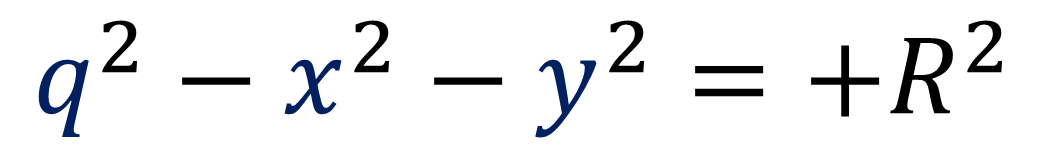 q² − x² − y² = +R²